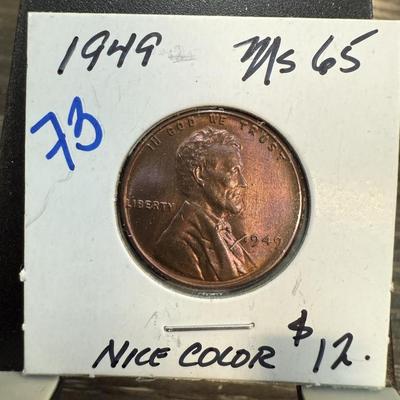 1949 MS 65
73
IN GOD WE TRUST
LIBERTY
1949
NICE COLOR $12.